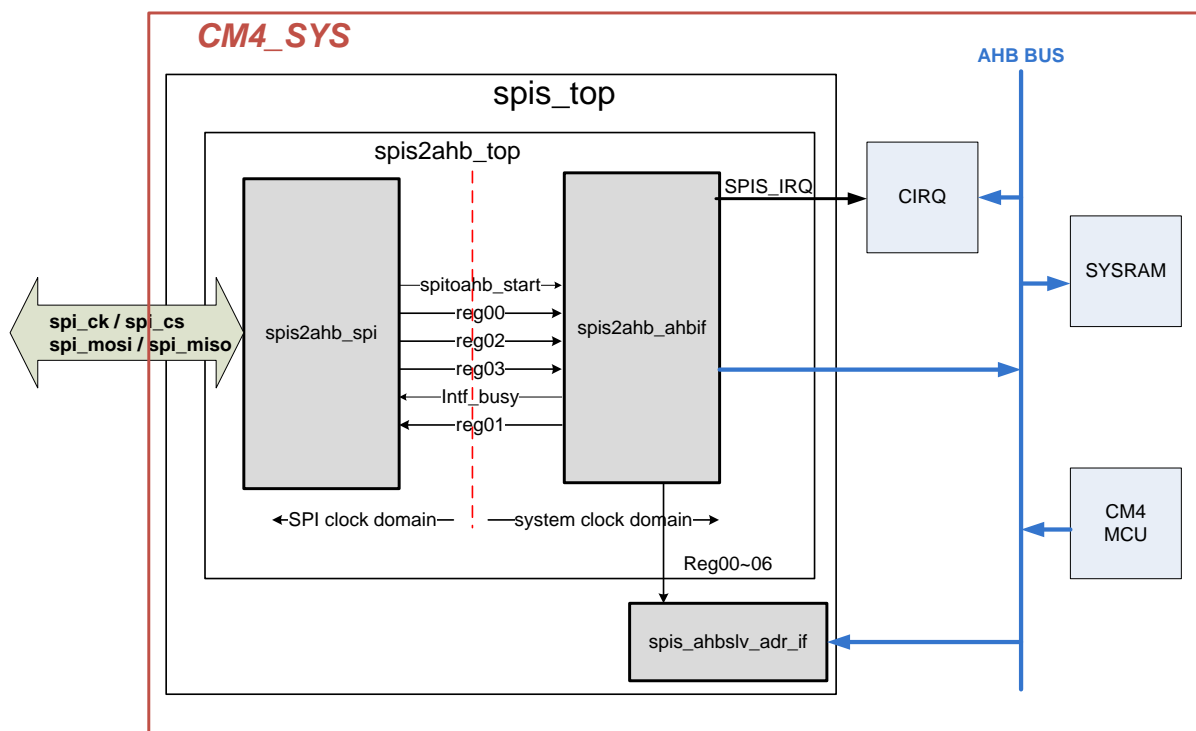 CM4_SYS
AHB BUS
spis_top
spis2ahb_top
SPIS_IRQ
CIRQ
SYSRAM
spitoahb_start
spi_ck / spi_cs
spi_mosi / spi_miso
spis2ahb_spi
reg00
reg02
reg03
Intf_busy
reg01
spis2ahb_ahbif
SPI clock domain
system clock domain
CM4
MCU
Reg00~06
spis_ahbslv_adr_if